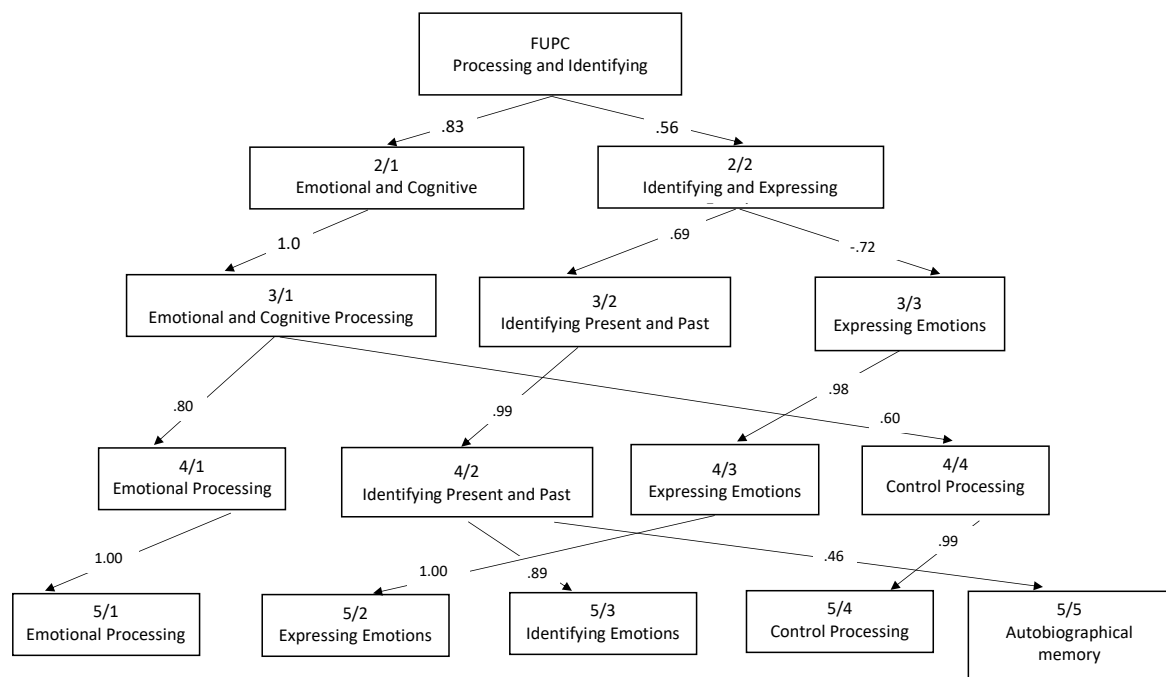 FUPC
Processing and Identifying
.83
.56
2/1
Emotional and Cognitive
2/2
Identifying and Expressing
1.0
.69
-.72
3/1
Emotional and Cognitive Processing
3/2
Identifying Present and Past
3/3
Expressing Emotions
.80
.99
.98
.60
4/1
Emotional Processing
4/2
Identifying Present and Past
4/3
Expressing Emotions
4/4
Control Processing
1.00
1.00
.89
.46
.99
5/1
Emotional Processing
5/2
Expressing Emotions
5/3
Identifying Emotions
5/4
Control Processing
5/5
Autobiographical
memory